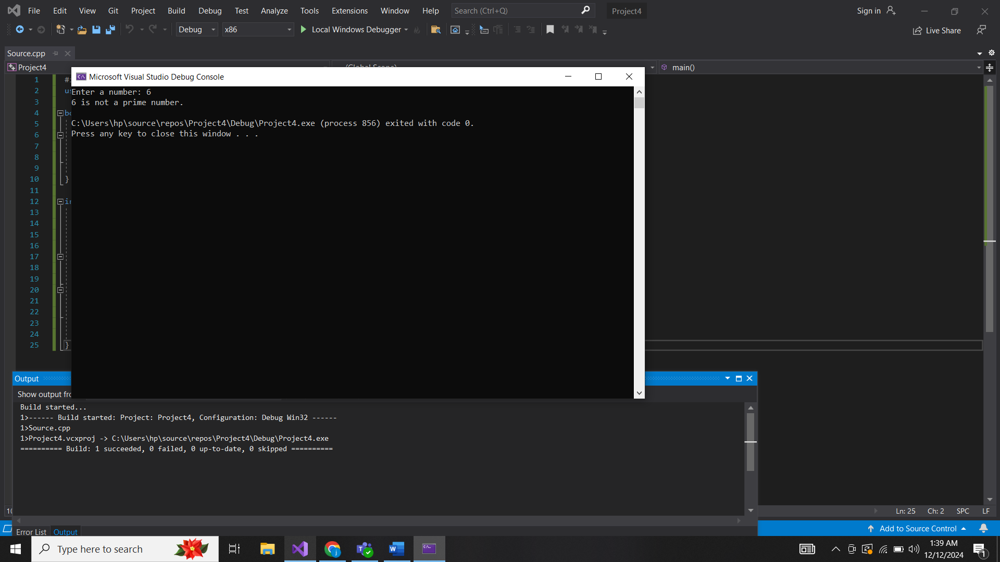 File Edit View Git Project Build Debug Test Analyze Tools Extensions Window Help Search (Ctrl+Q) Project4 Sign in
Debug x86 Local Windows Debugger Live Share
Source.cpp
Project4 main()
Microsoft Visual Studio Debug Console
Enter a number: 6
6 is not a prime number.
C:\Users\hp\source\repos\Project4\Debug\Project4.exe (process 856) exited with code 0.
Press any key to close this window . . .
1 #
2 us
3
4 bo
5
6
7
8
9
10 }
11
12 in
13
14
15
16
17
18
19
20
21
22
23
24
25 }
Output
Show output fro
Build started...
1>------ Build started: Project: Project4, Configuration: Debug Win32 ------
1>Source.cpp
1>Project4.vcxproj -> C:\Users\hp\source\repos\Project4\Debug\Project4.exe
========== Build: 1 succeeded, 0 failed, 0 up-to-date, 0 skipped ==========
Ln: 25 Ch: 2 SPC LF
Error List Output
Add to Source Control
Type here to search
1:39 AM
12/12/2024
1